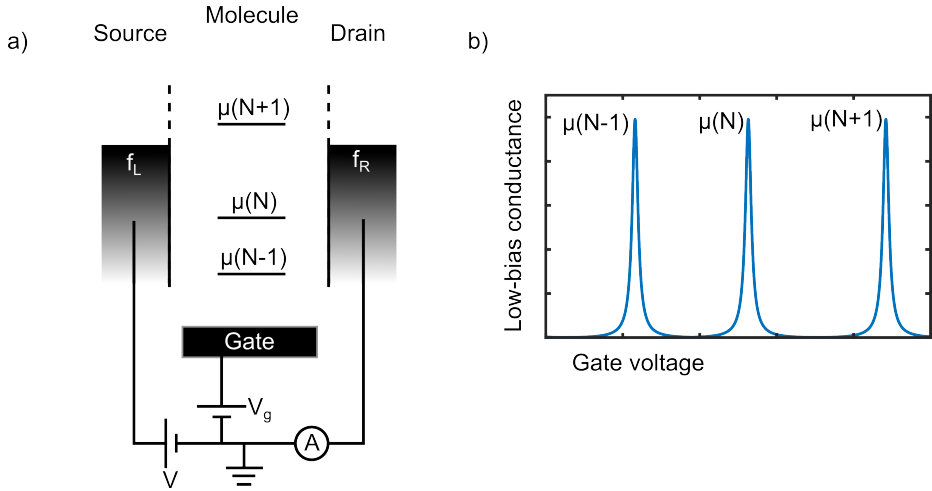 a)
Source
Molecule
Drain
μ(N+1)
f_L
f_R
μ(N)
μ(N-1)
Gate
V_g
A
V
b)
μ(N-1)
μ(N)
μ(N+1)
Low-bias conductance
Gate voltage